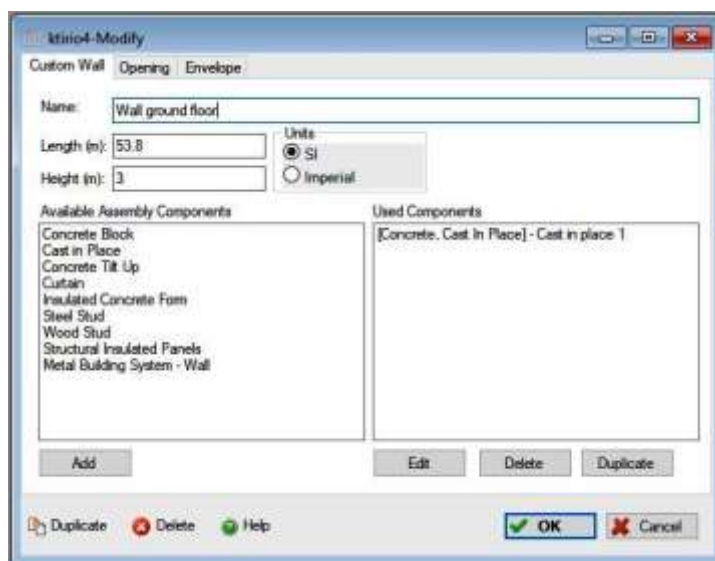 ktirio4-Modify
Custom Wall Opening Envelope
Name: Wall ground floor
Units
Length (m): 53.8
SI
Height (m): 3
Imperial
Available Assembly Components
Concrete Block
Cast in Place
Concrete Tilt Up
Curtain
Insulated Concrete Form
Steel Stud
Wood Stud
Structural Insulated Panels
Metal Building System - Wall
Used Components
[Concrete, Cast In Place] - Cast in place 1
Add Edit Delete Duplicate
Duplicate Delete Help OK Cancel